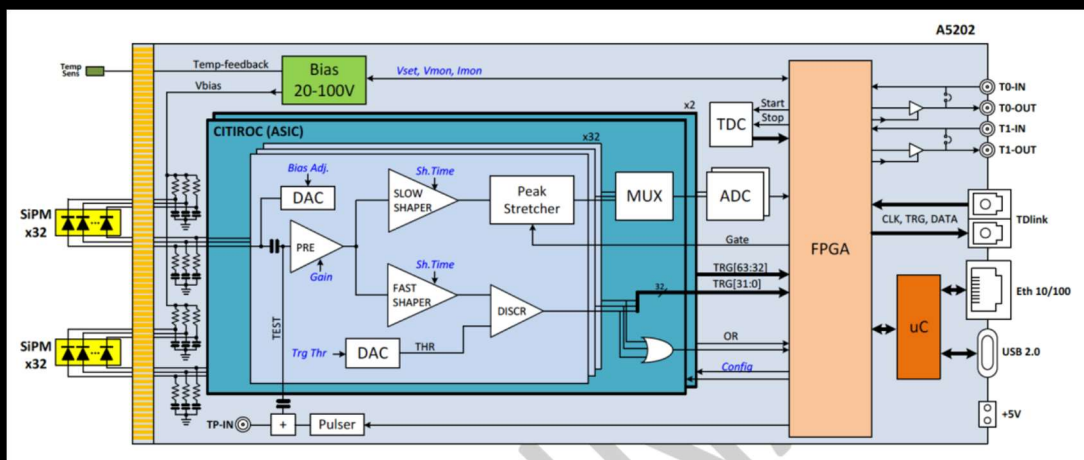 A5202
Temp
Sens
Temp-feedback
Vbias
Bias
20-100V
Vset, Vmon, Imon
x2
CITIROC (ASIC)
x32
Bias Adj.
DAC
PRE
Gain
Sh.Time
SLOW
SHAPER
Peak
Stretcher
MUX
ADC
Sh.Time
FAST
SHAPER
DISCR
Trg Thr
DAC
THR
TEST
TP-IN
+
Pulser
SiPM
x32
SiPM
x32
TDC
Start
Stop
Gate
TRG[63:32]
32
TRG[31:0]
OR
Config
FPGA
T0-IN
T0-OUT
T1-IN
T1-OUT
TDlink
CLK, TRG, DATA
uC
Eth 10/100
USB 2.0
+5V